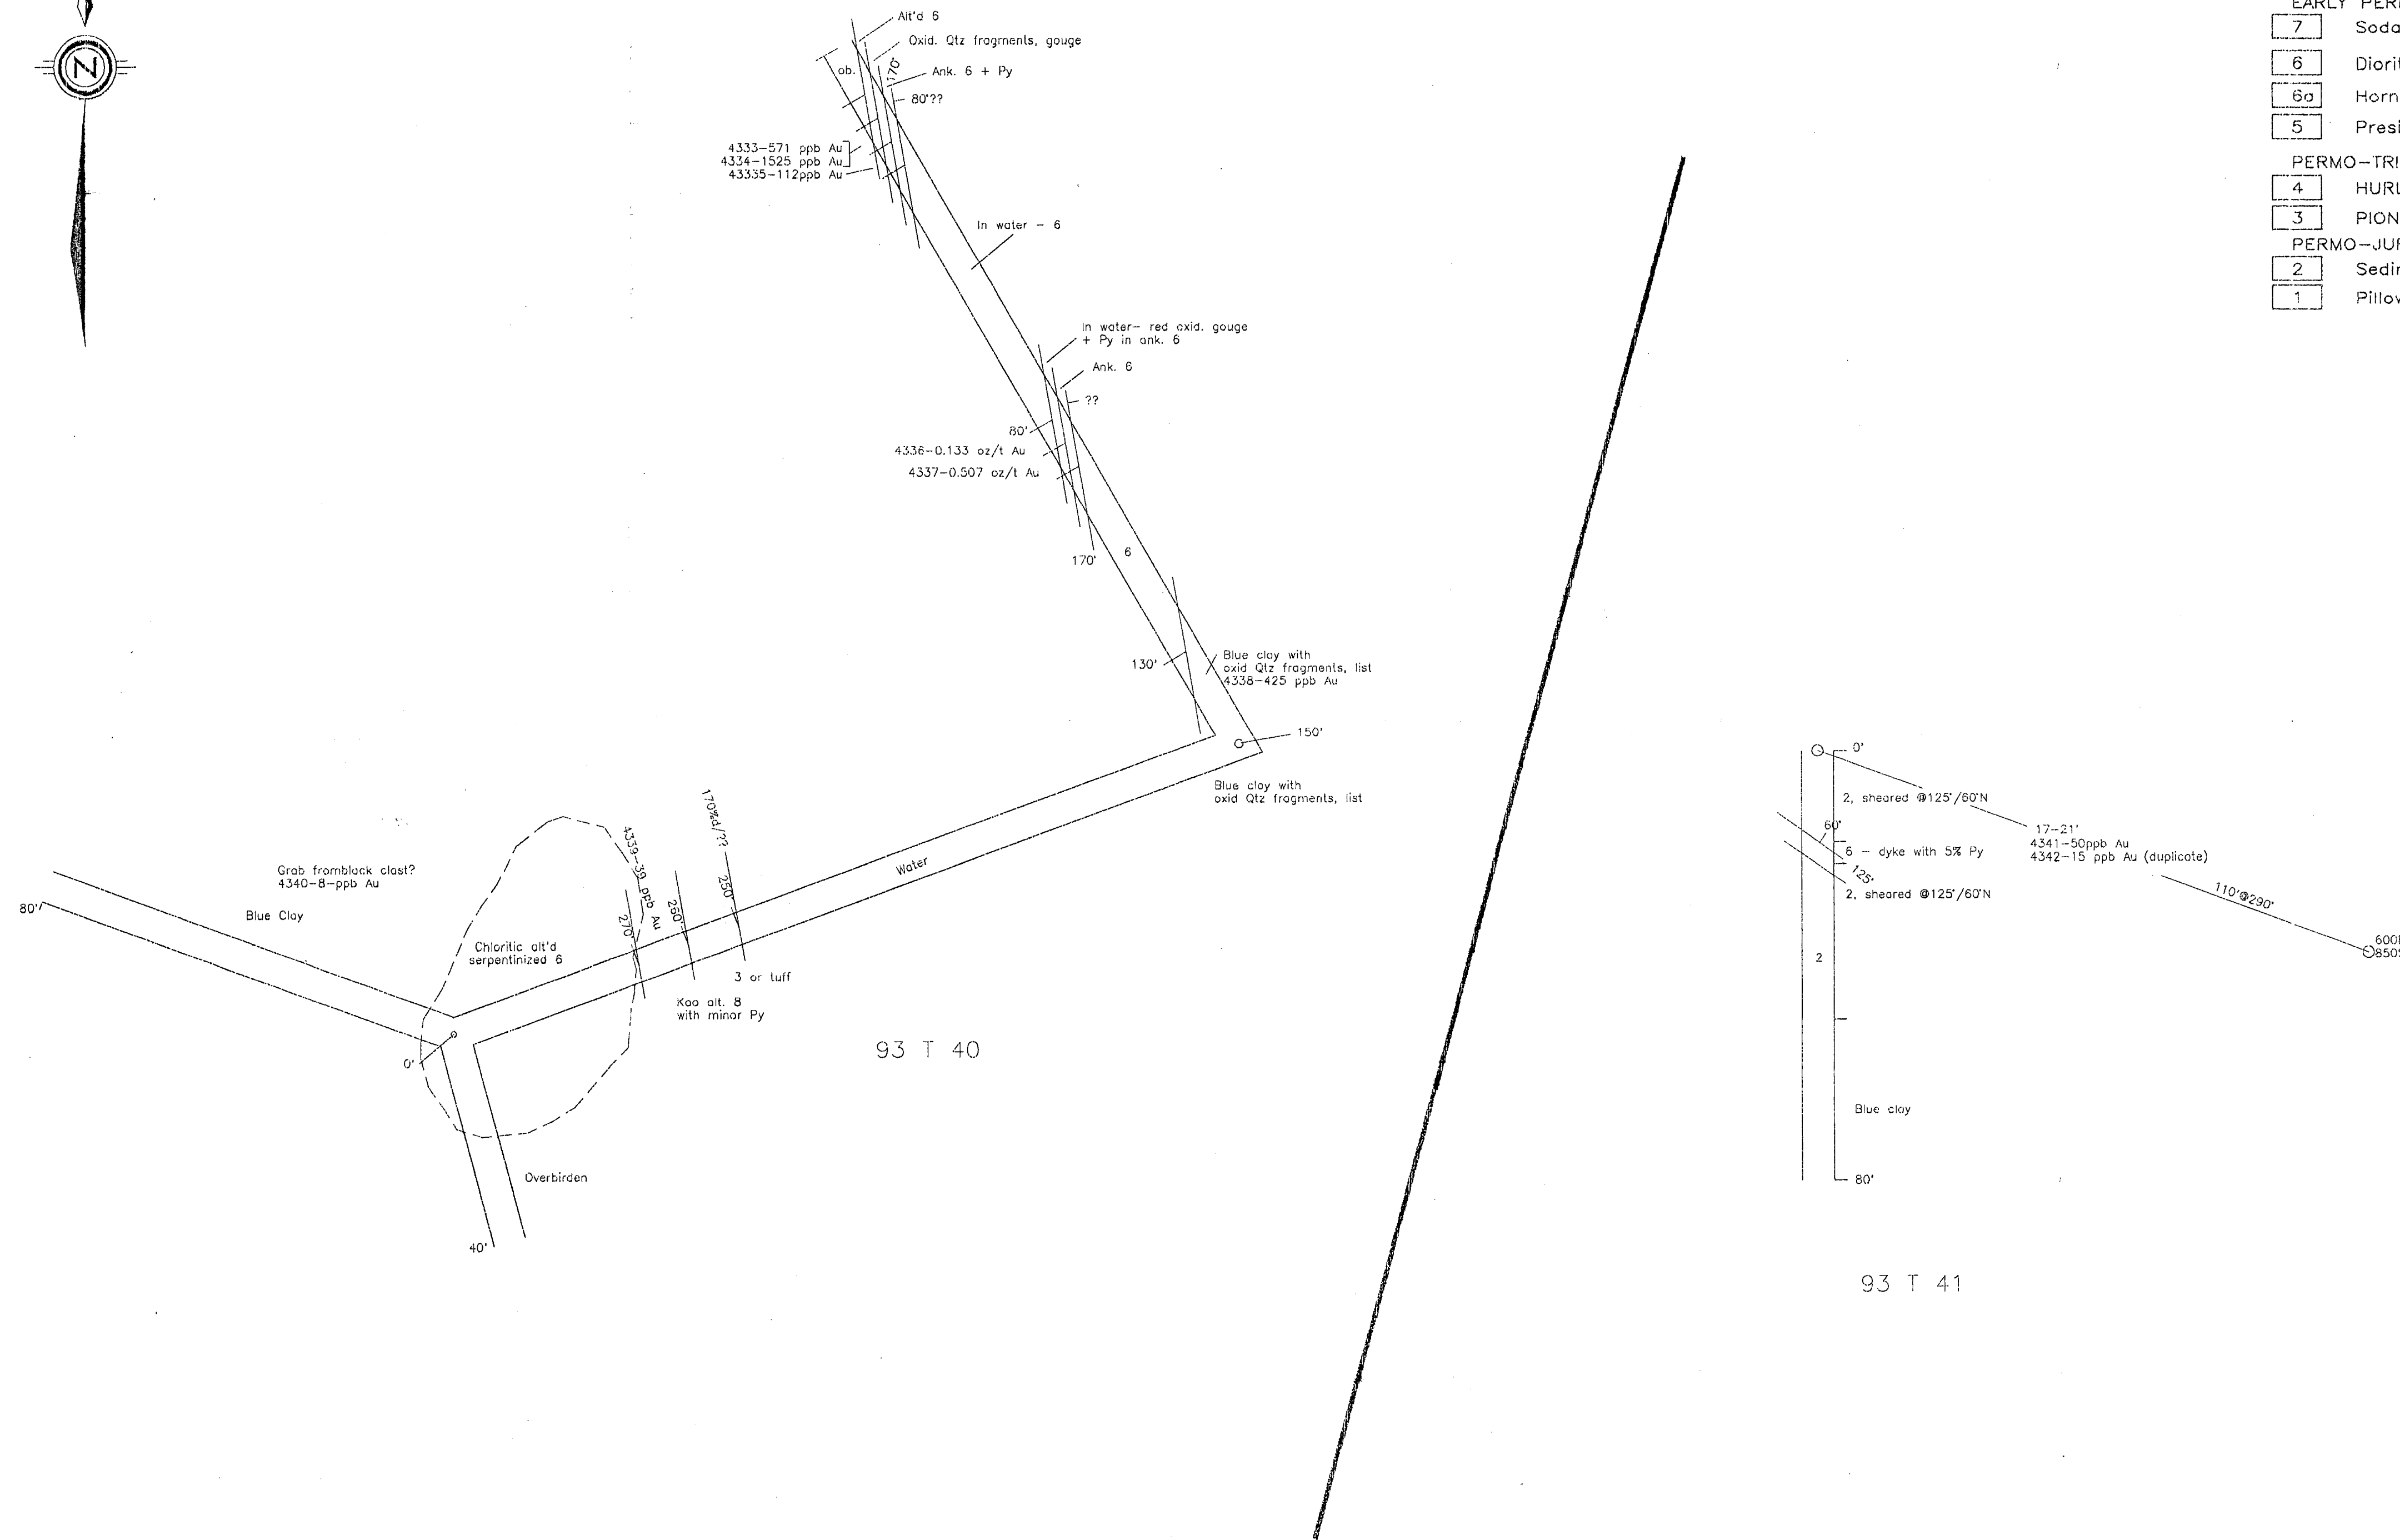 N
Alt'd 6
Oxid. Qtz fragments, gouge
ob.
170°
Ank. 6 + Py
80°??
4333-571 ppb Au
4334-1525 ppb Au
43335-112ppb Au
In water - 6
In water- red oxid. gouge
+ Py in ank. 6
Ank. 6
??
80'
4336-0.133 oz/t Au
4337-0.507 oz/t Au
170°
6
130'
Blue clay with
oxid Qtz fragments, list
4338-425 ppb Au
150'
Blue clay with
oxid Qtz fragments, list
Water
170%d/??
250'
260'
4339-39 ppb Au
270'
3 or tuff
Kao alt. 8
with minor Py
Grab fromblack clast?
4340-8-ppb Au
Blue Clay
80'
Chloritic alt'd
serpentinized 6
0'
Overbirden
40'
93 T 40
0'
2, sheared @125°/60°N
60°
6 - dyke with 5% Py
125°
2, sheared @125°/60°N
17-21'
4341-50ppb Au
4342-15 ppb Au (duplicate)
110'@290°
2
Blue clay
80'
93 T 41
EARLY PER
7 Soda
6 Diorit
6a Horn
5 Presi
PERMO-TRI
4 HURL
3 PION
PERMO-JUR
2 Sedir
1 Pillow